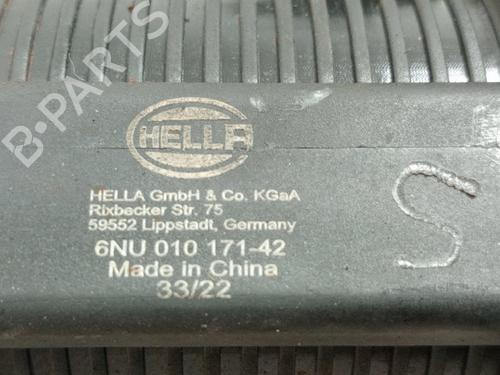 B-PARTS
HELLA
HELLA GmbH & Co. KGaA
Rixbecker Str. 75
59552 Lippstadt, Germany
6NU 010 171-42
Made in China
33/22
S